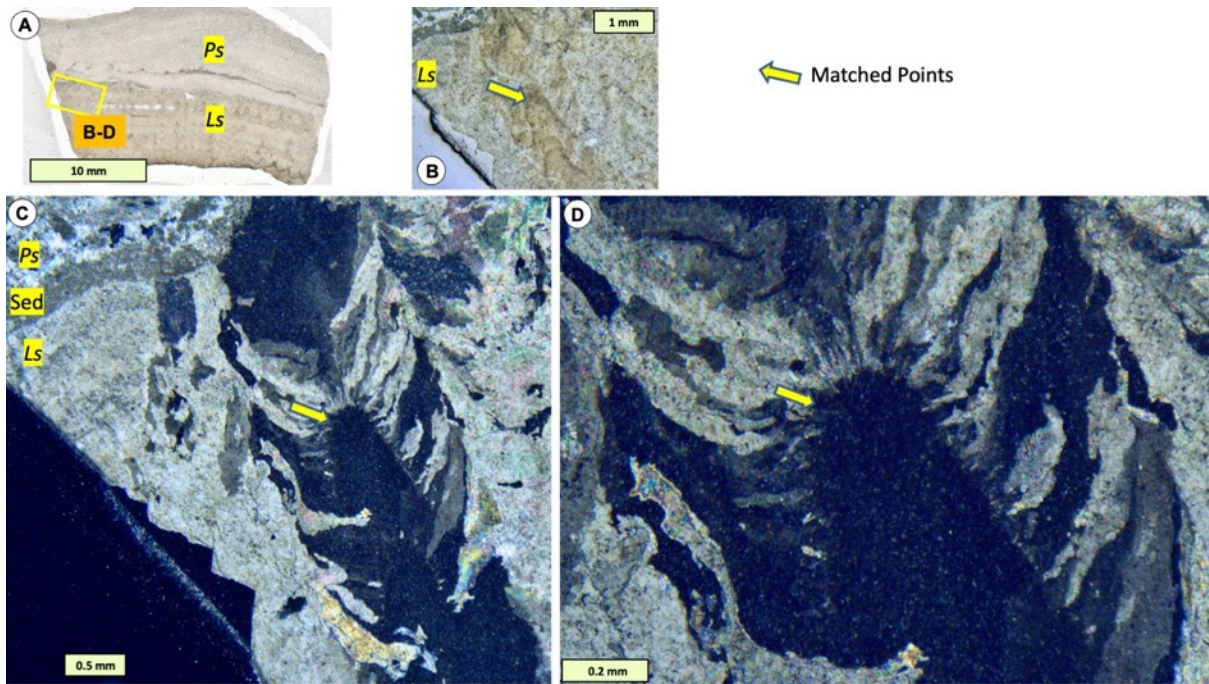 A
Ps
Ls
B-D
10 mm
1 mm
Ls
B
Matched Points
C
Ps
Sed
Ls
0.5 mm
D
0.2 mm